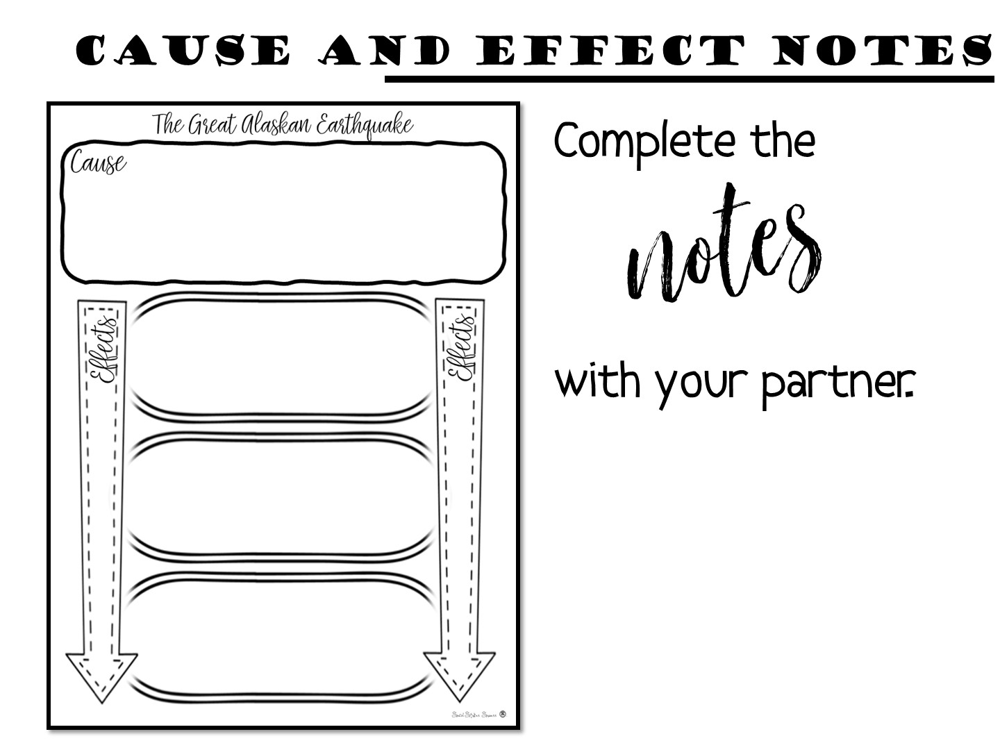 CAUSE AND EFFECT NOTES
The Great Alaskan Earthquake
Cause
Effects
Effects
Complete the
notes
with your partner.
®